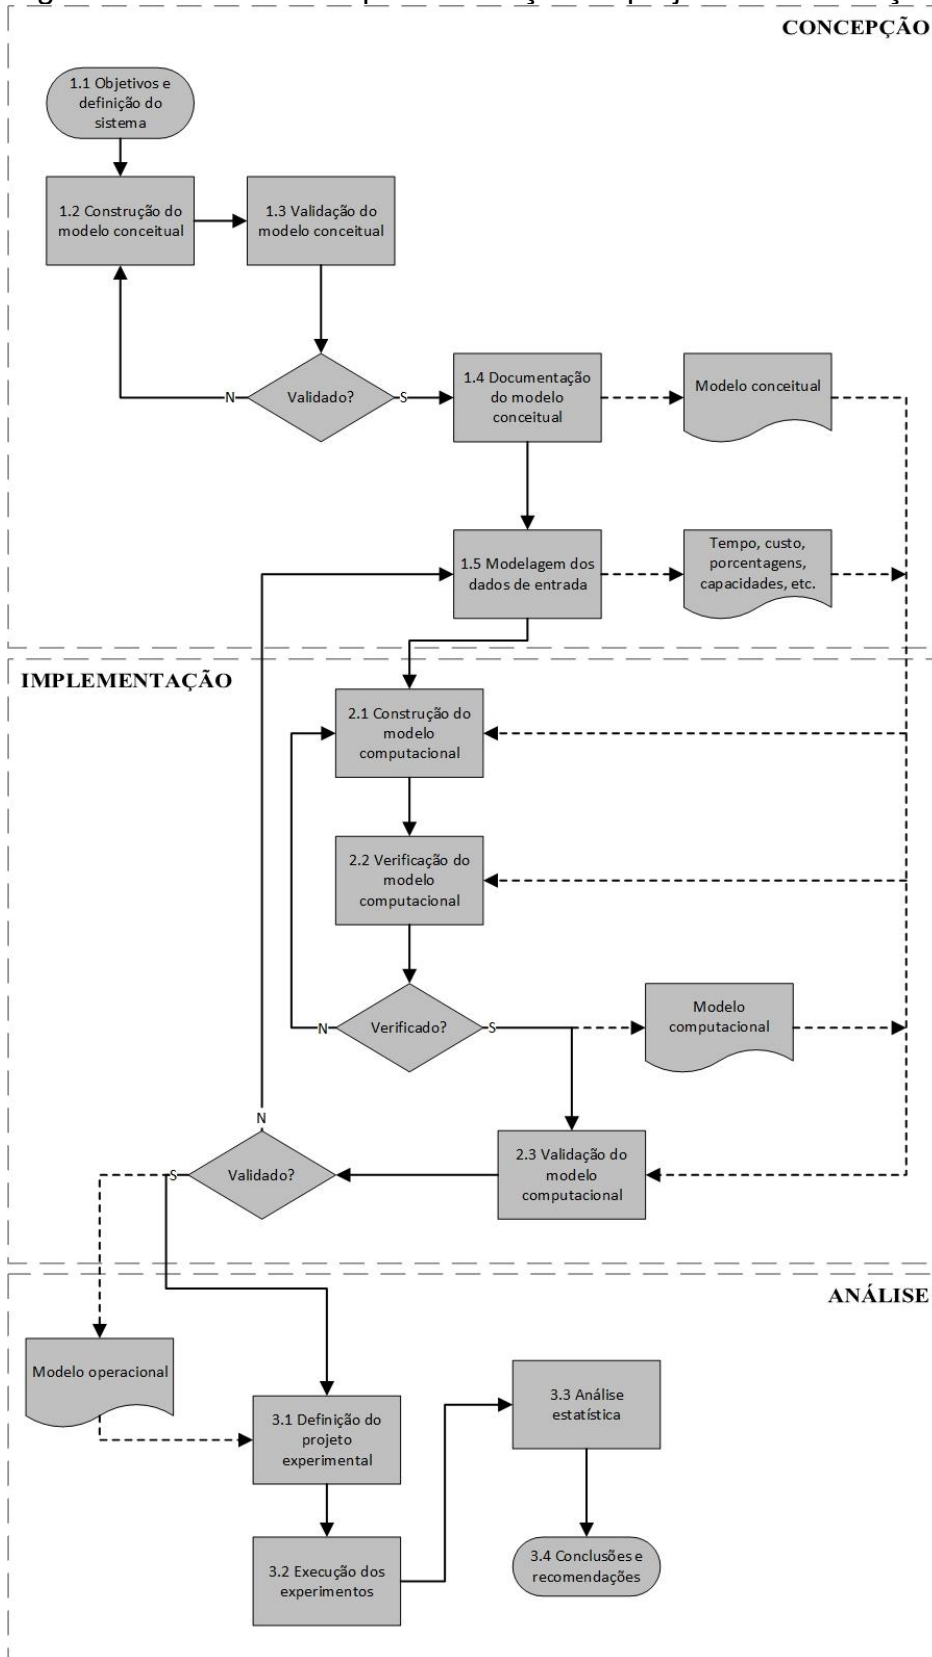 CONCEPÇÃO
1.1 Objetivos e
definição do
sistema
1.2 Construção do
modelo conceitual
1.3 Validação do
modelo conceitual
Validado?
N
S
1.4 Documentação
do modelo
conceitual
Modelo conceitual
1.5 Modelagem dos
dados de entrada
Tempo, custo,
porcentagens,
capacidades, etc.
IMPLEMENTAÇÃO
2.1 Construção do
modelo
computacional
2.2 Verificação do
modelo
computacional
N
Verificado?
S
Modelo
computacional
N
S
Validado?
2.3 Validação do
modelo
computacional
ANÁLISE
Modelo operacional
3.1 Definição do
projeto
experimental
3.3 Análise
estatística
3.2 Execução dos
experimentos
3.4 Conclusões e
recomendações